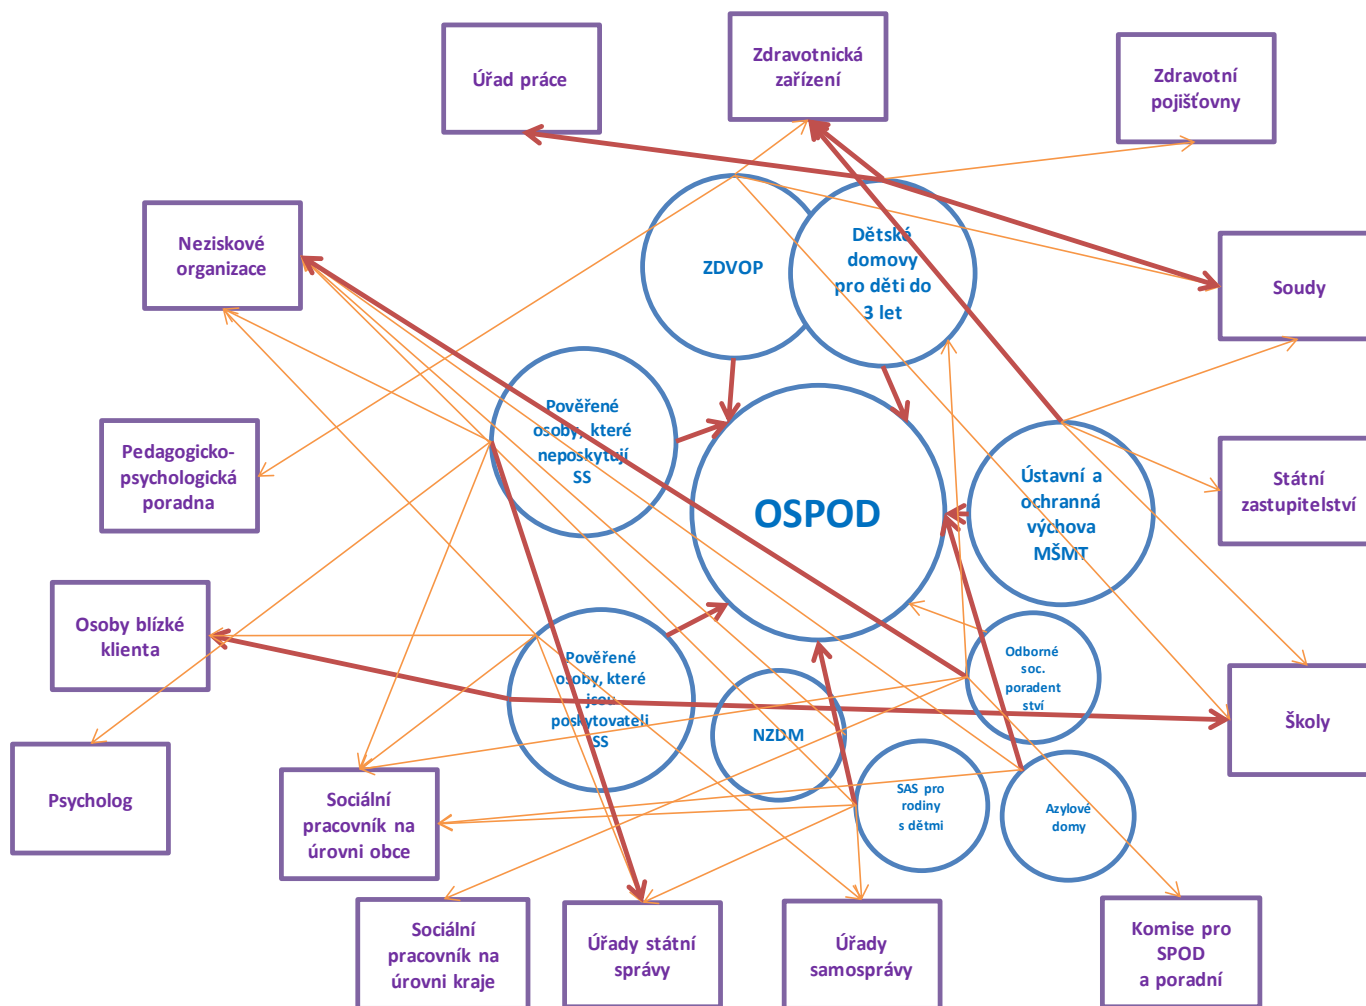 Úřad práce
Zdravotnická
zařízení
Zdravotní
pojišťovny
Neziskové
organizace
ZDVOP
Dětské
domovy
pro děti do
3 let
Soudy
Pověřené
osoby, které
neposkytují
SS
Pedagogicko-
psychologická
poradna
OSPOD
Ústavní a
ochranná
výchova
MŠMT
Státní
zastupitelství
Osoby blízké
klienta
Pověřené
osoby, které
jsou
poskytovateli
SS
Odborné
soc.
poradent
ství
NZDM
Školy
Psycholog
Sociální
pracovník na
úrovni obce
SAS pro
rodiny
s dětmi
Azylové
domy
Sociální
pracovník na
úrovni kraje
Úřady státní
správy
Úřady
samosprávy
Komise pro
SPOD
a poradní